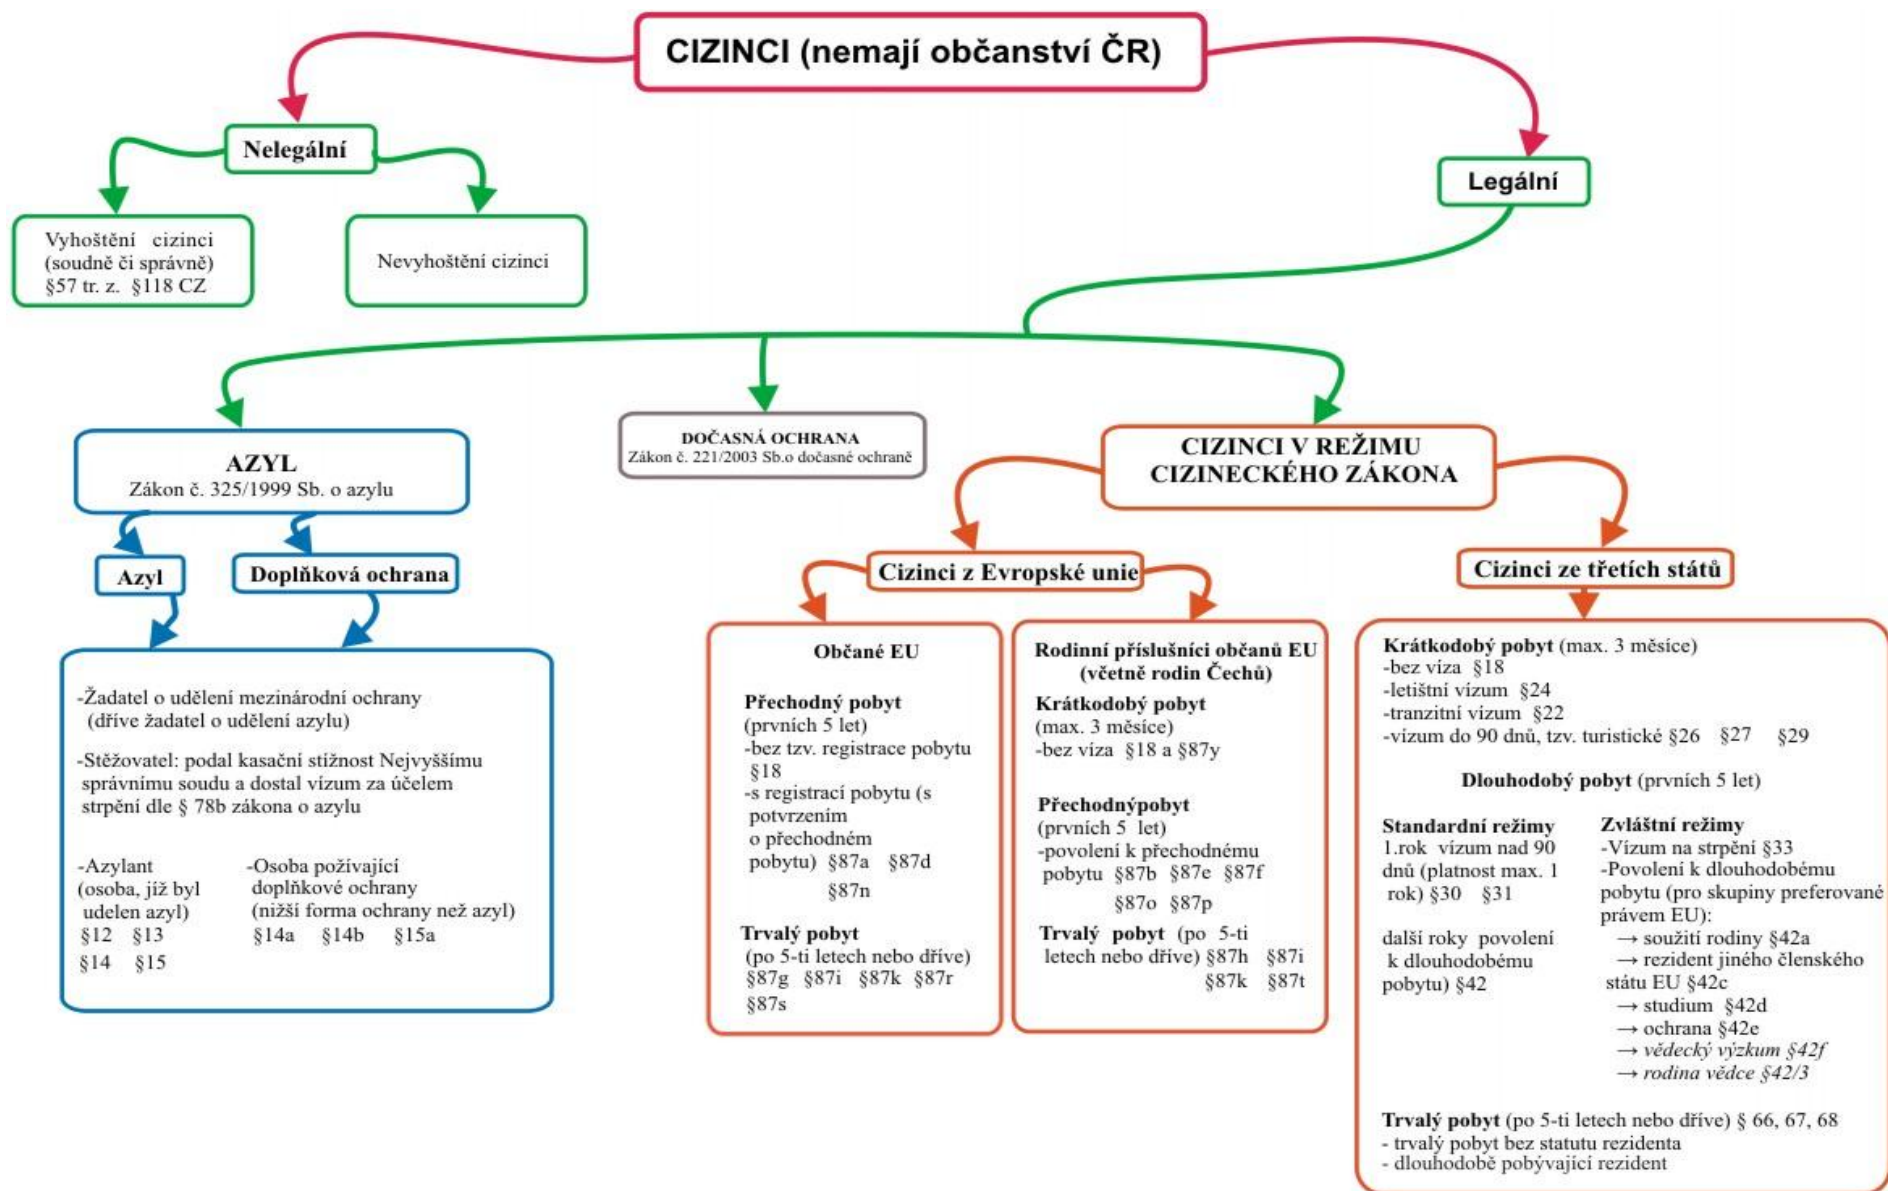 CIZINCI (nemají občanství ČR)
Nelegální
Legální
Vyhoštění cizinci
(soudně či správně)
§57 tr. z. §118 CZ
Nevyhoštění cizinci
AZYL
Zákon č. 325/1999 Sb. o azylu
DOČASNÁ OCHRANA
Zákon č. 221/2003 Sb.o dočasné ochraně
CIZINCI V REŽIMU
CIZINECKÉHO ZÁKONA
Azyl
Doplňková ochrana
Cizinci z Evropské unie
Cizinci ze třetích států
-Žadatel o udělení mezinárodní ochrany
(dříve žadatel o udělení azylu)
-Stěžovatel: podal kasační stížnost Nejvyššímu
správnímu soudu a dostal vízum za účelem
strpění dle § 78b zákona o azylu
-Azylant
(osoba, jíž byl
udelen azyl)
§12 §13
§14 §15
-Osoba požívající
doplňkové ochrany
(nižší forma ochrany než azyl)
§14a §14b §15a
Občané EU
Přechodný pobyt
(prvních 5 let)
-bez tzv. registrace pobytu
§18
-s registrací pobytu (s
potvrzením
o přechodném
pobytu) §87a §87d
§87n
Trvalý pobyt
(po 5-ti letech nebo dříve)
§87g §87i §87k §87r
§87s
Rodinní příslušníci občanů EU
(včetně rodin Čechů)
Krátkodobý pobyt
(max. 3 měsíce)
-bez víza §18 a §87y
Přechodnýpobyt
(prvních 5 let)
-povolení k přechodnému
pobytu §87b §87e §87f
§87o §87p
Trvalý pobyt (po 5-ti
letech nebo dříve) §87h §87i
§87k §87t
Krátkodobý pobyt (max. 3 měsíce)
-bez víza §18
-letištní vízum §24
-tranzitní vízum §22
-vízum do 90 dnů, tzv. turistické §26 §27 §29
Dlouhodobý pobyt (prvních 5 let)
Standardní režimy
1.rok vízum nad 90
dnů (platnost max. 1
rok) §30 §31
další roky povolení
k dlouhodobému
pobytu) §42
Zvláštní režimy
-Vízum na strpění §33
-Povolení k dlouhodobému
pobytu (pro skupiny preferované
právem EU):
→ soužití rodiny §42a
→ rezident jiného členského
státu EU §42c
→ studium §42d
→ ochrana §42e
→ vědecký výzkum §42f
→ rodina vědce §42/3
Trvalý pobyt (po 5-ti letech nebo dříve) § 66, 67, 68
- trvalý pobyt bez statutu rezidenta
- dlouhodobě pobývající rezident